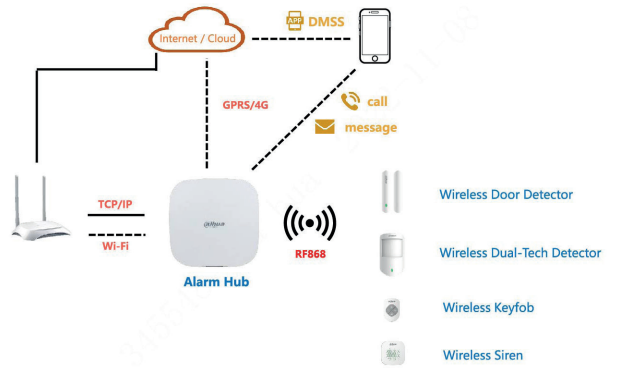 APP DMSS
Internet / Cloud
GPRS/4G
call
message
TCP/IP
Wi-Fi
alhua
RF868
Alarm Hub
Wireless Door Detector
Wireless Dual-Tech Detector
Wireless Keyfob
Wireless Siren